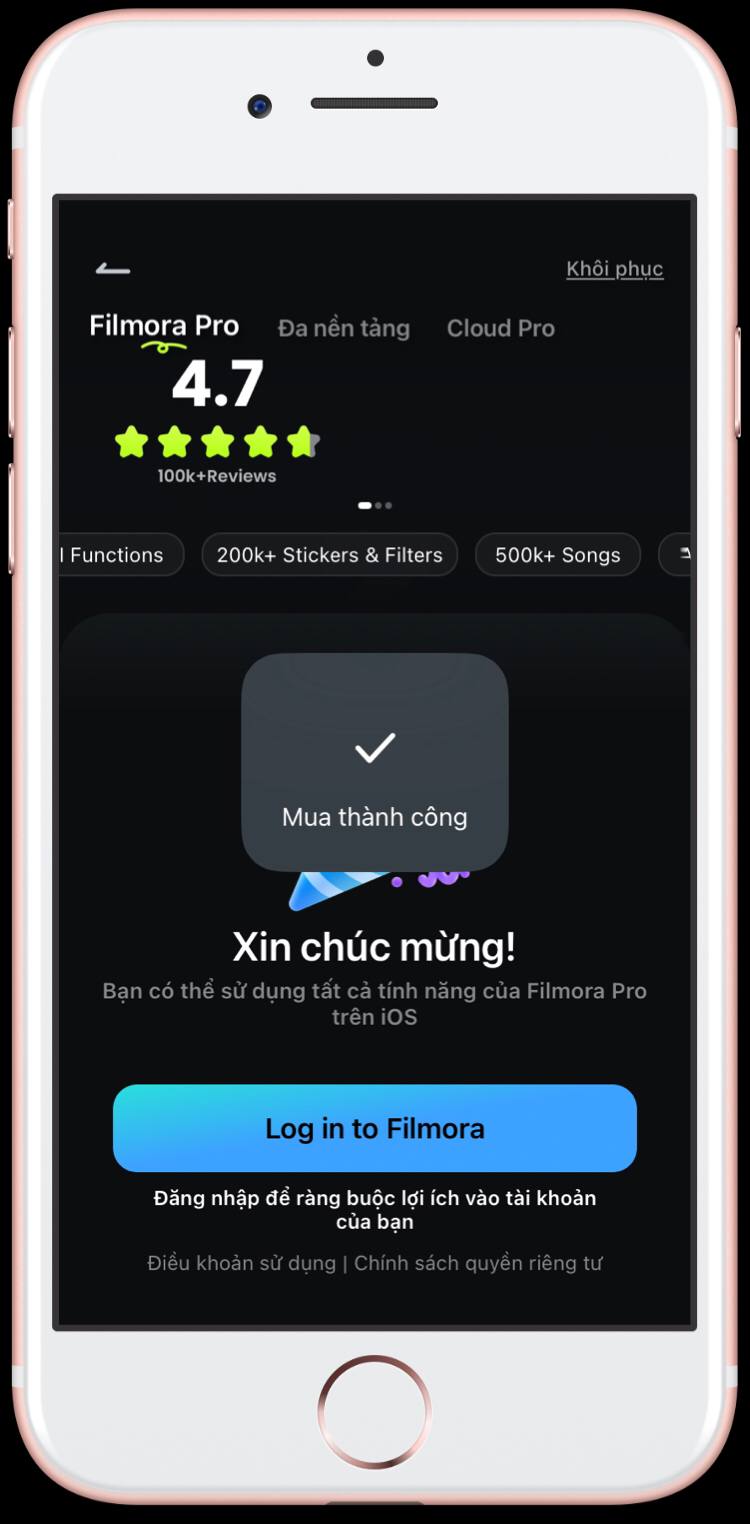 Khôi phục
Filmora Pro Đa nền tảng Cloud Pro
4.7
100k+Reviews
l Functions 200k+ Stickers & Filters 500k+ Songs
Mua thành công
Xin chúc mừng!
Bạn có thể sử dụng tất cả tính năng của Filmora Pro
trên iOS
Log in to Filmora
Đăng nhập để ràng buộc lợi ích vào tài khoản
của bạn
Điều khoản sử dụng | Chính sách quyền riêng tư